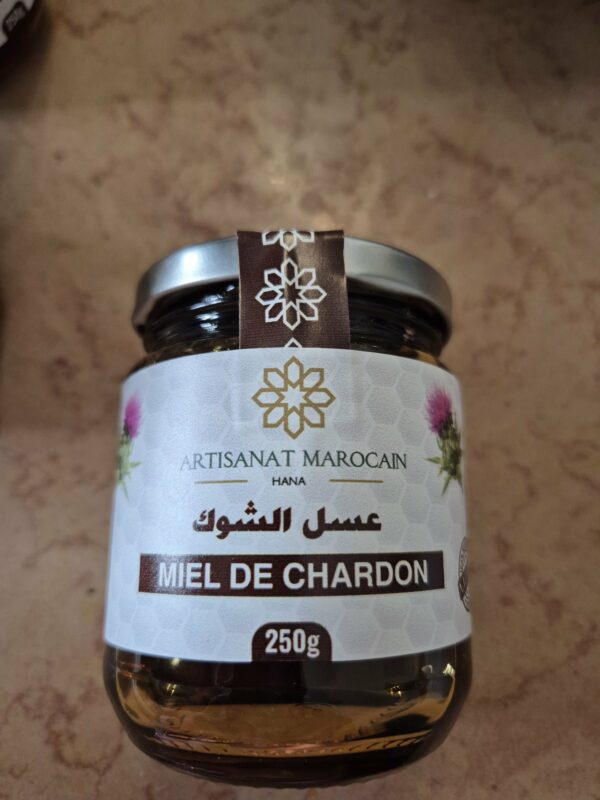 ARTISANAT MAROCAIN
HANA
عسل الشوك
MIEL DE CHARDON
250g